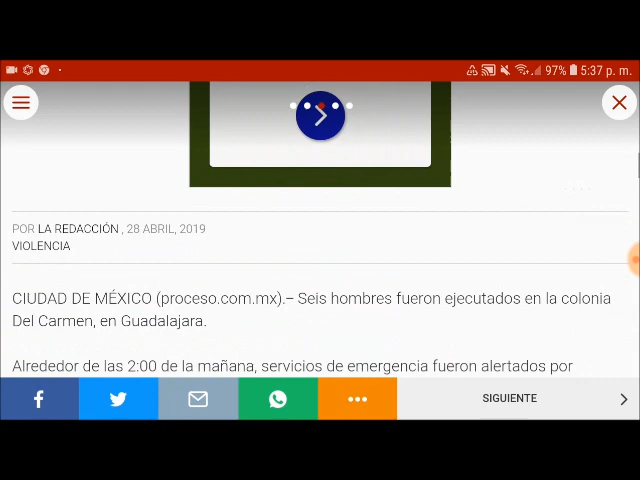 97% 5:37 p. m.
POR LA REDACCIÓN , 28 ABRIL, 2019
VIOLENCIA
CIUDAD DE MÉXICO (proceso.com.mx).– Seis hombres fueron ejecutados en la colonia
Del Carmen, en Guadalajara.
Alrededor de las 2:00 de la mañana, servicios de emergencia fueron alertados por
SIGUIENTE